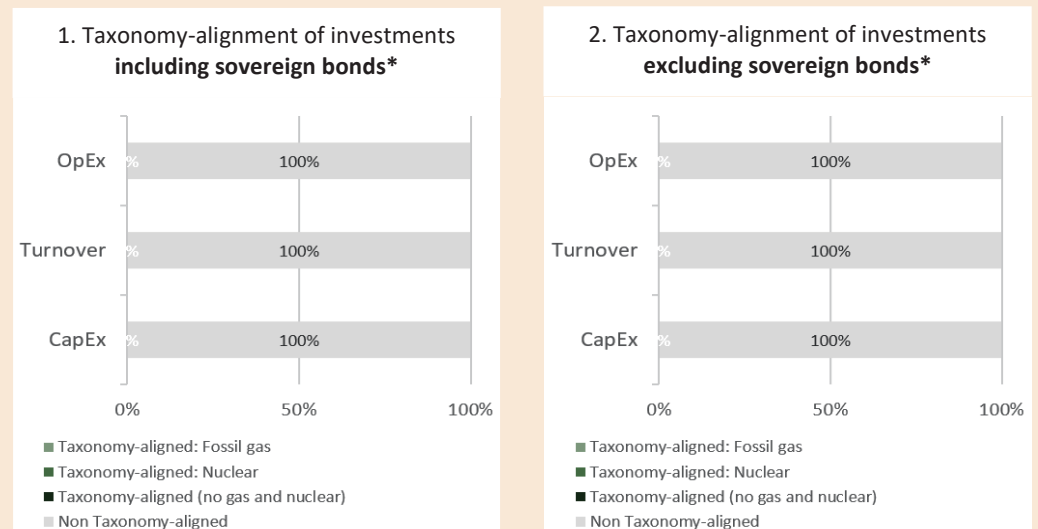 1. Taxonomy-alignment of investments
including sovereign bonds*
OpEx
%
100%
Turnover
%
100%
CapEx
%
100%
0%
50%
100%
Taxonomy-aligned: Fossil gas
Taxonomy-aligned: Nuclear
Taxonomy-aligned (no gas and nuclear)
Non Taxonomy-aligned
2. Taxonomy-alignment of investments
excluding sovereign bonds*
OpEx
%
100%
Turnover
%
100%
CapEx
%
100%
0%
50%
100%
Taxonomy-aligned: Fossil gas
Taxonomy-aligned: Nuclear
Taxonomy-aligned (no gas and nuclear)
Non Taxonomy-aligned